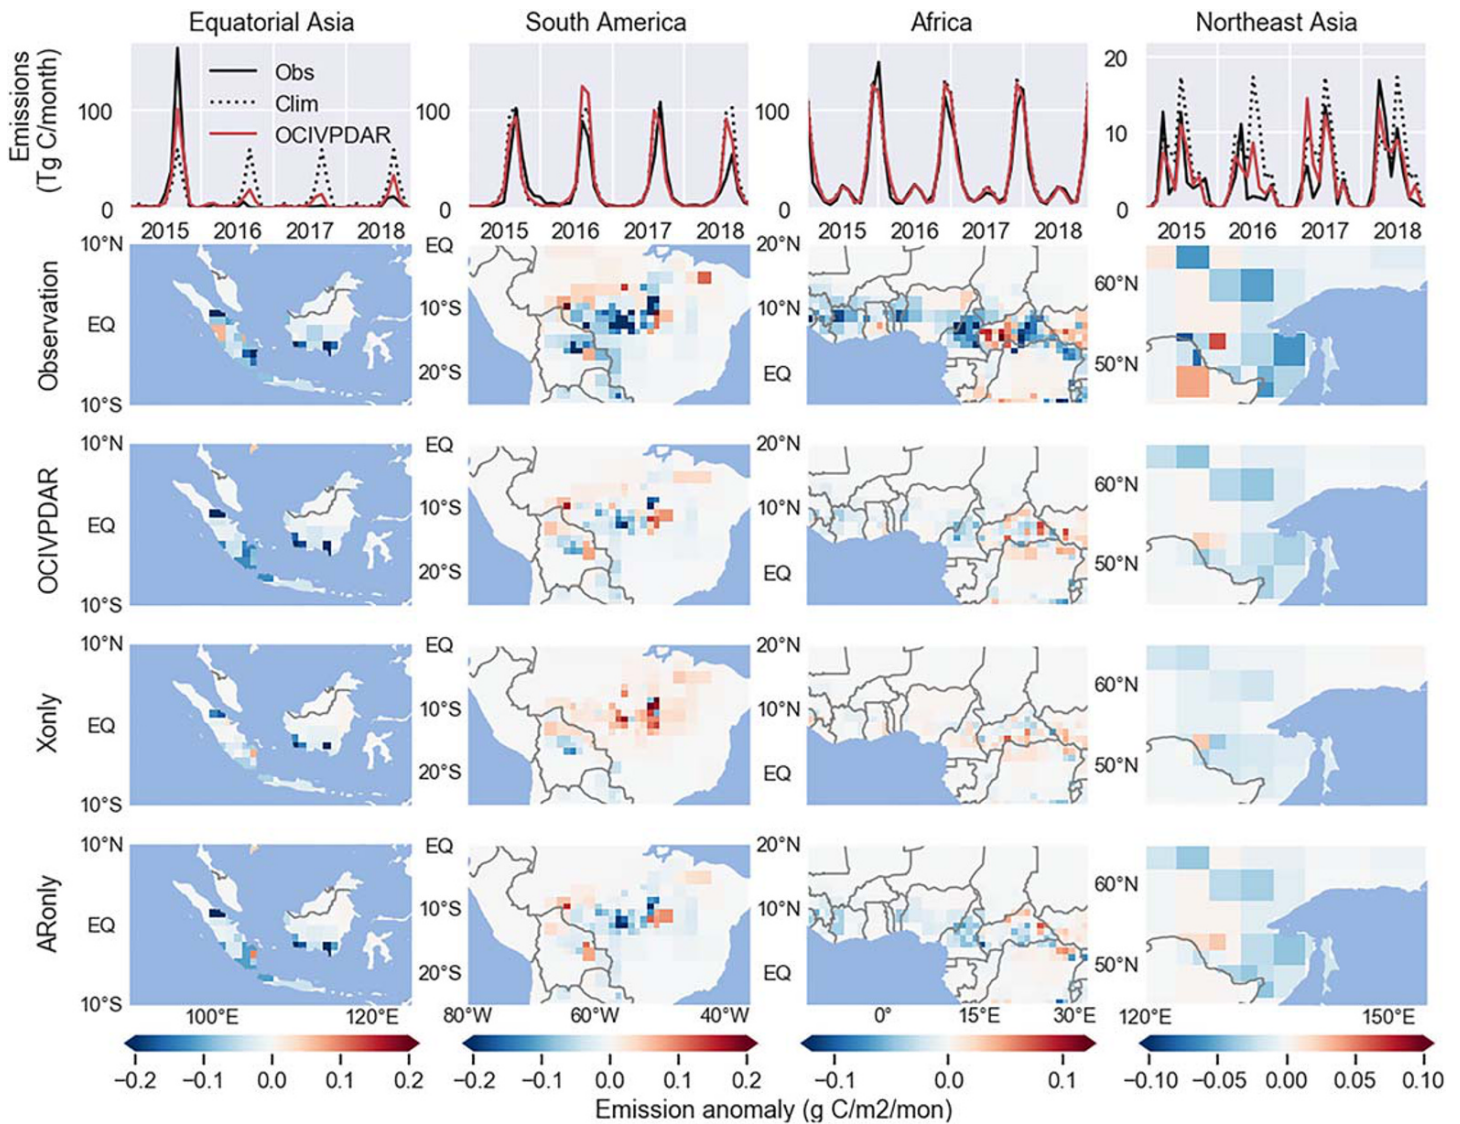 Equatorial Asia South America Africa Northeast Asia
Emissions
(Tg C/month)
100 0 Obs Clim OCIVPDAR 100 0 100 0 20 10 0
2015 2016 2017 2018 2015 2016 2017 2018 2015 2016 2017 2018 2015 2016 2017 2018
Observation
10°N EQ 10°S EQ 10°S 20°S 20°N 10°N EQ 60°N 50°N
OCIVPDAR
10°N EQ 10°S EQ 10°S 20°S 20°N 10°N EQ 60°N 50°N
Xonly
10°N EQ 10°S EQ 10°S 20°S 20°N 10°N EQ 60°N 50°N
ARonly
10°N EQ 10°S EQ 10°S 20°S 20°N 10°N EQ 60°N 50°N
100°E 120°E 80°W 60°W 40°W 0° 15°E 30°E 120°E 150°E
−0.2 −0.1 0.0 0.1 0.2 −0.2 −0.1 0.0 0.1 0.2 −0.1 0.0 0.1 −0.10 −0.05 0.00 0.05 0.10
Emission anomaly (g C/m2/mon)